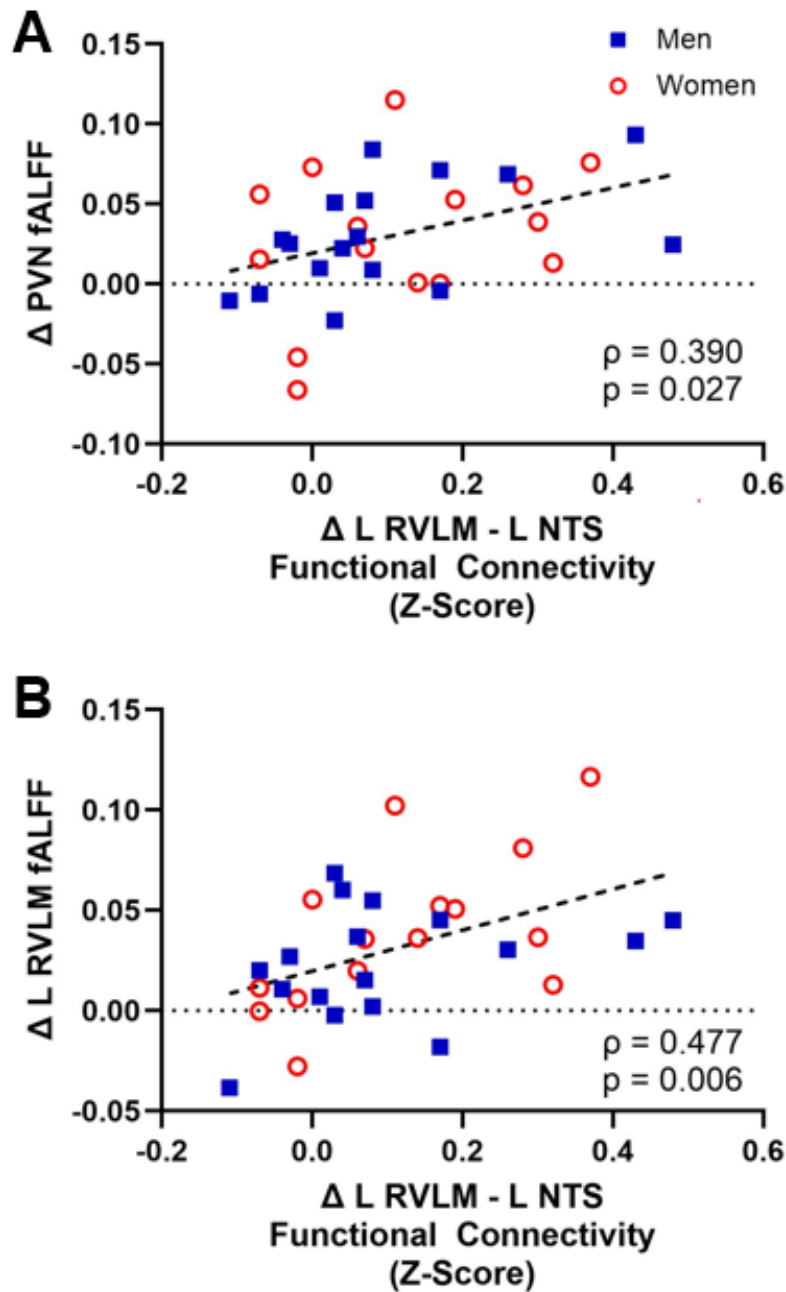 A
Men
Women
Δ PVN fALFF
0.15
0.10
0.05
0.00
-0.05
-0.10
ρ = 0.390
p = 0.027
-0.2 0.0 0.2 0.4 0.6
Δ L RVLM - L NTS
Functional Connectivity
(Z-Score)
B
Δ L RVLM fALFF
0.15
0.10
0.05
0.00
-0.05
ρ = 0.477
p = 0.006
-0.2 0.0 0.2 0.4 0.6
Δ L RVLM - L NTS
Functional Connectivity
(Z-Score)